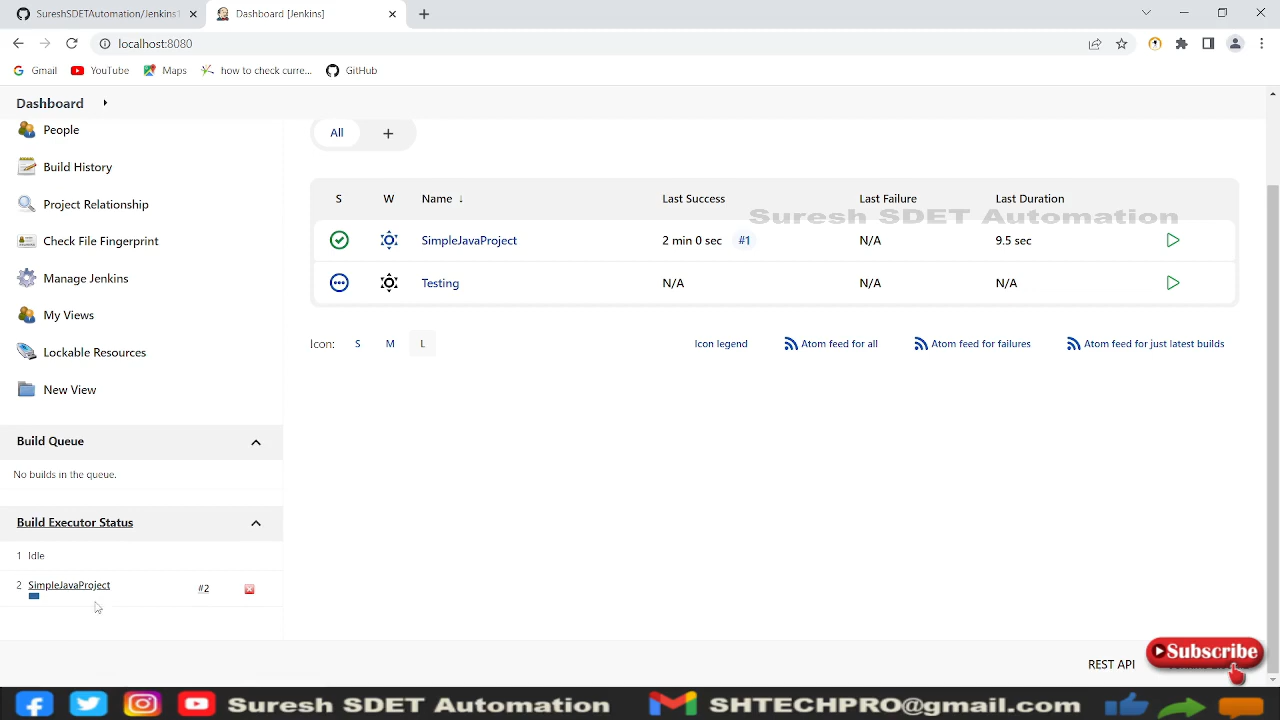 SureshSDETAutomation/Jenkins1
Dashboard [Jenkins]
localhost:8080
Gmail
YouTube
Maps
how to check curre...
GitHub
Dashboard
People
Build History
Project Relationship
Check File Fingerprint
Manage Jenkins
My Views
Lockable Resources
New View
Build Queue
No builds in the queue.
Build Executor Status
1 Idle
2 SimpleJavaProject #2
All +
S W Name ↓ Last Success Last Failure Last Duration
Suresh SDET Automation
SimpleJavaProject 2 min 0 sec #1 N/A 9.5 sec
Testing N/A N/A N/A
Icon: S M L
Icon legend
Atom feed for all
Atom feed for failures
Atom feed for just latest builds
REST API
Subscribe
Suresh SDET Automation
SHTECHPRO@gmail.com